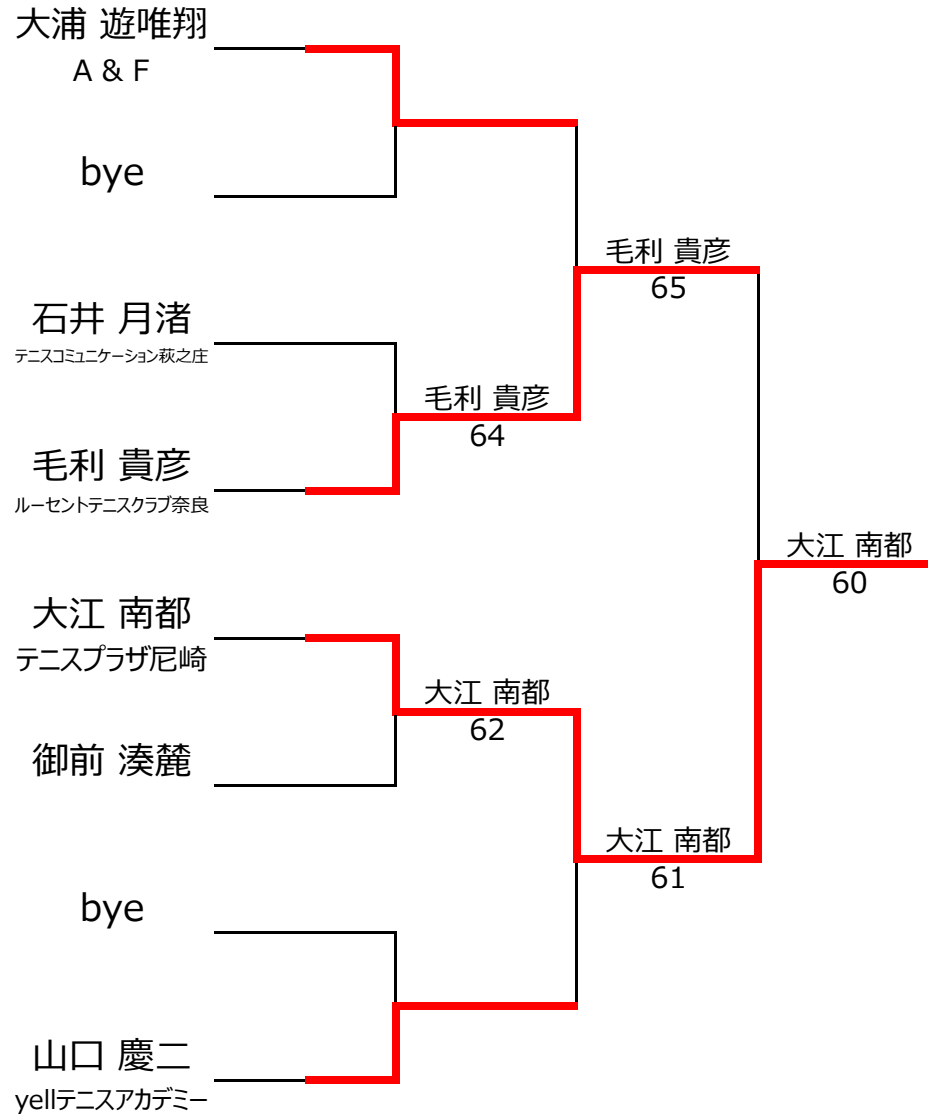 大浦 遊唯翔
A & F
bye
石井 月渚
テニスコミュニケーション萩之庄
毛利 貴彦
ルーセントテニスクラブ奈良
大江 南都
テニスプラザ尼崎
御前 湊麓
bye
山口 慶二
yellテニスアカデミー
毛利 貴彦
64
大江 南都
62
毛利 貴彦
65
大江 南都
61
大江 南都
60